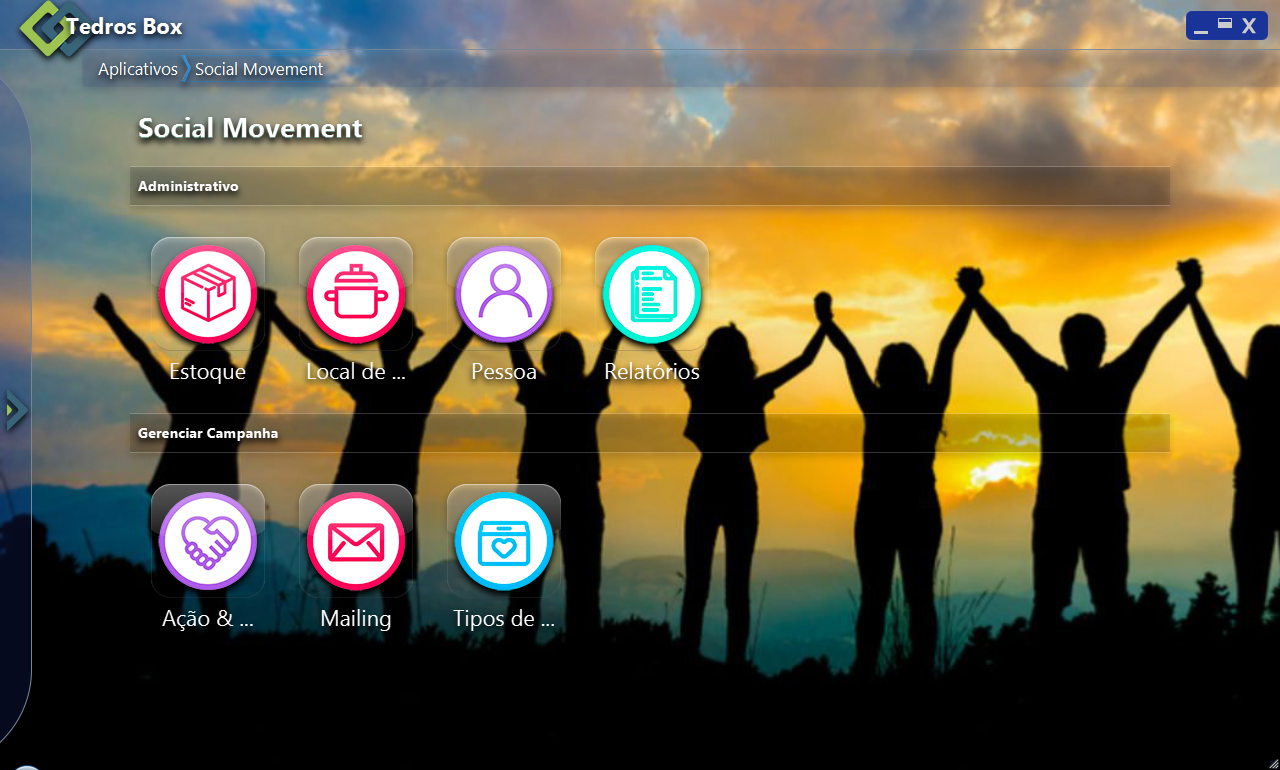 Tedros Box
Aplicativos Social Movement
Social Movement
Administrativo
Estoque Local de ... Pessoa Relatórios
Gerenciar Campanha
Ação & ... Mailing Tipos de ...